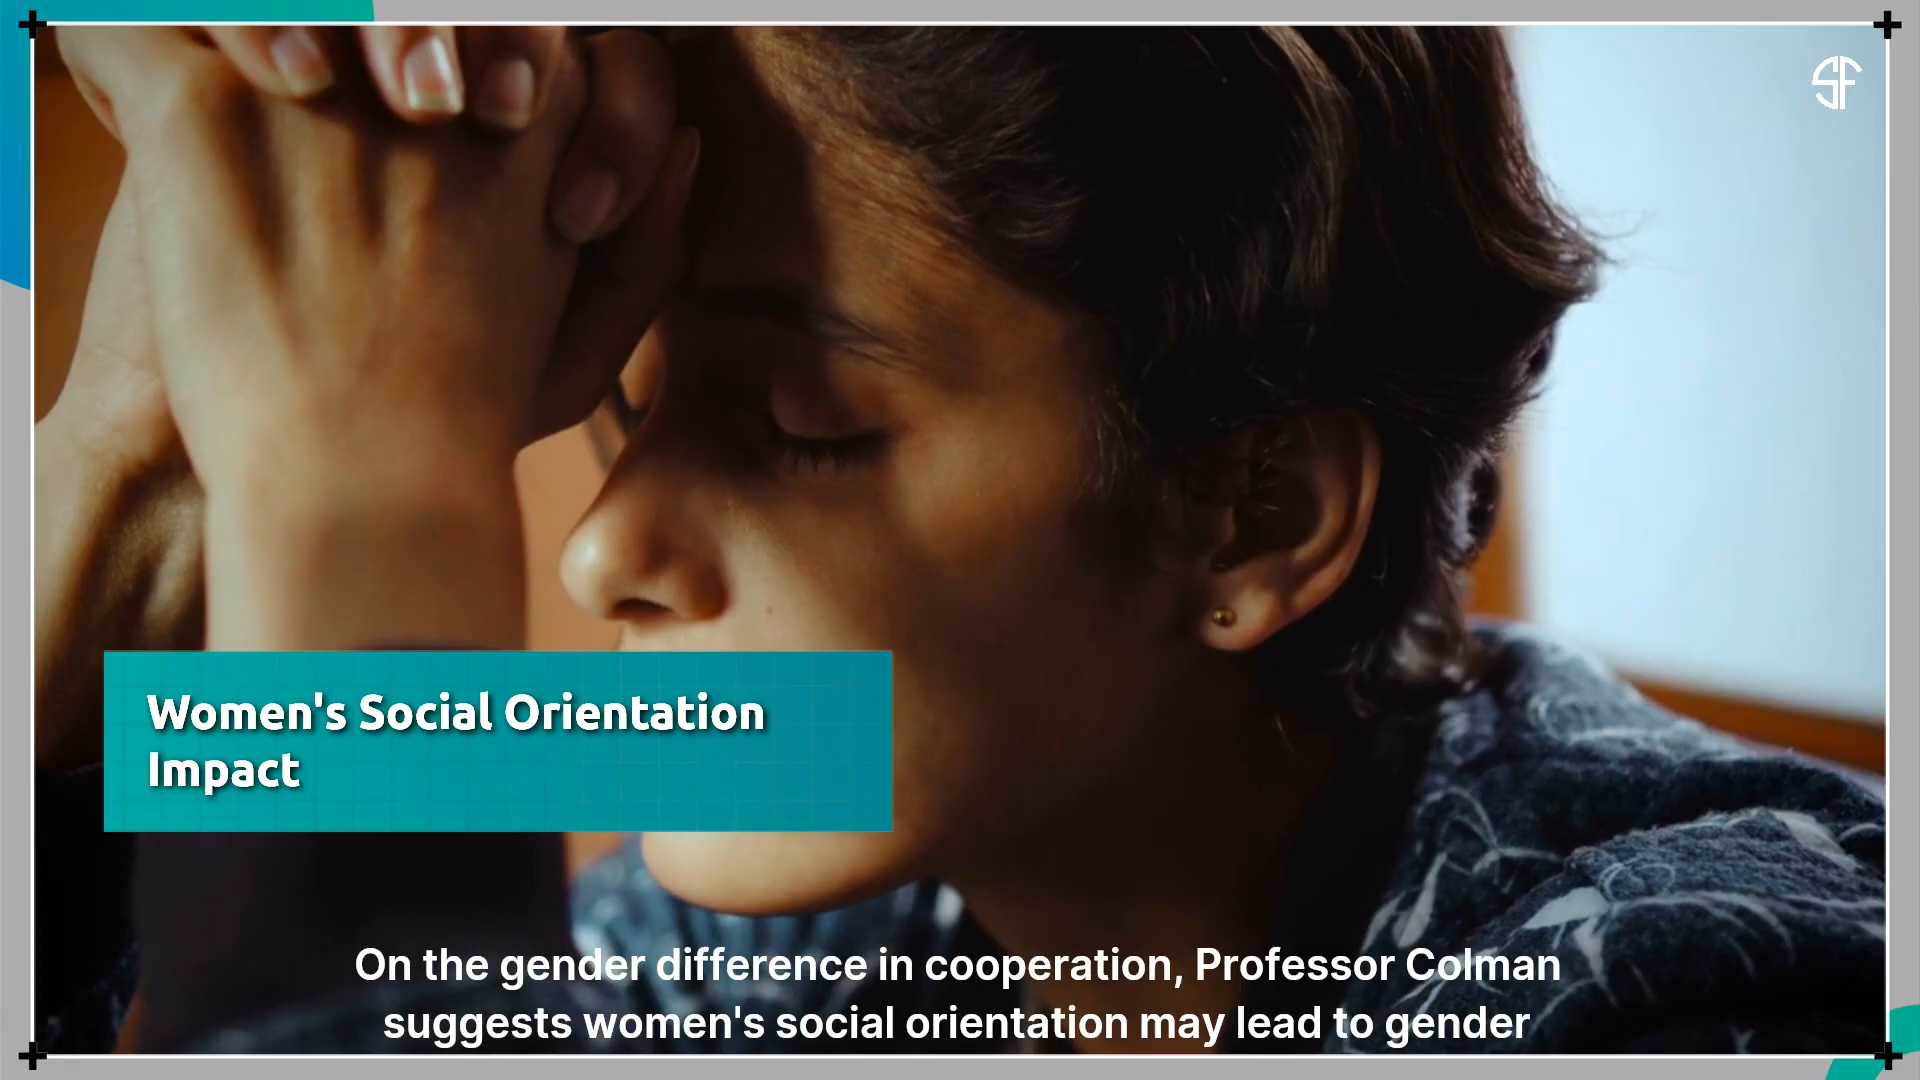 SF
Women's Social Orientation
Impact
On the gender difference in cooperation, Professor Colman
suggests women's social orientation may lead to gender